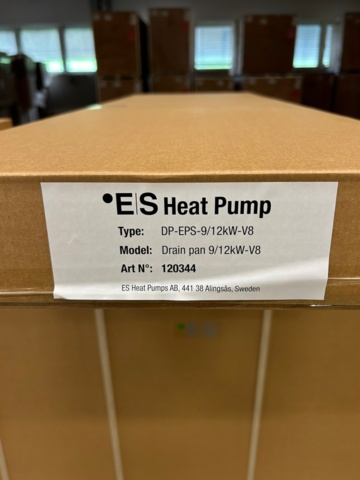 •ES Heat Pump
Type: DP-EPS-9/12kW-V8
Model: Drain pan 9/12kW-V8
Art N°: 120344
ES Heat Pumps AB, 441 38 Alingsås, Sweden